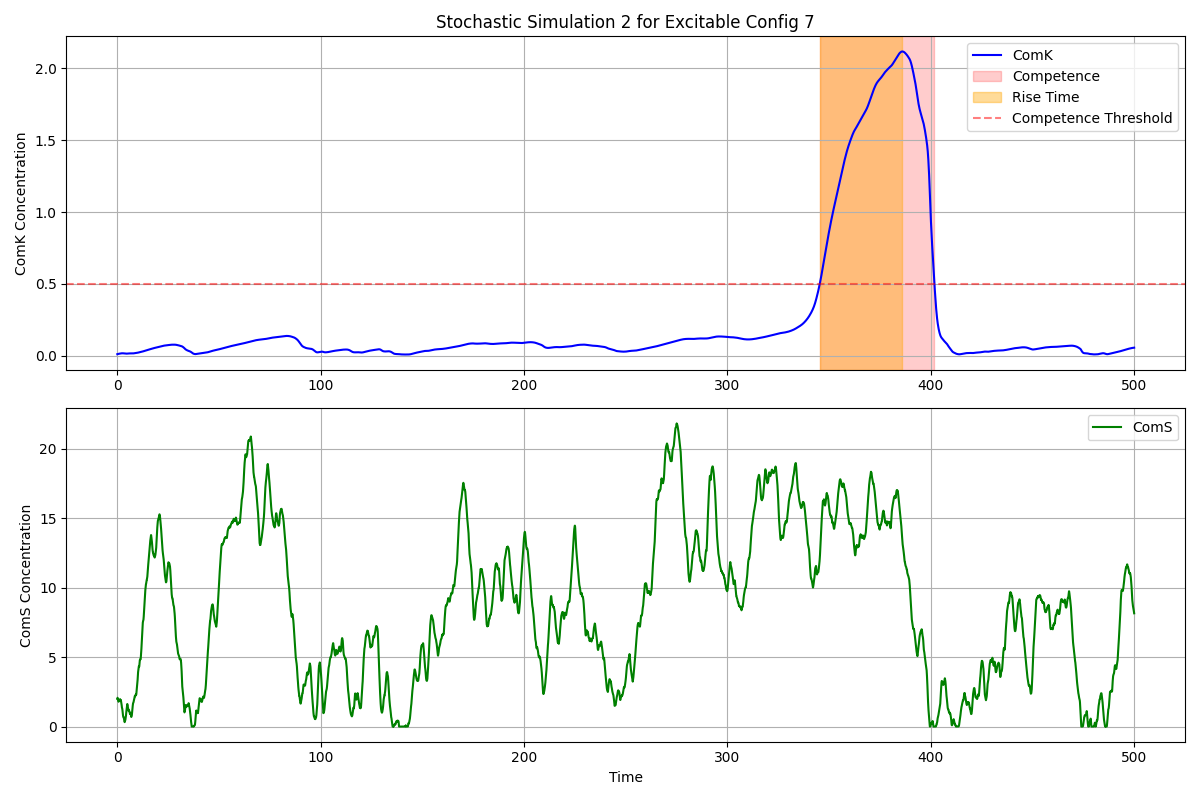 Stochastic Simulation 2 for Excitable Config 7
ComK Concentration
2.0
1.5
1.0
0.5
0.0
ComK
Competence
Rise Time
Competence Threshold
0
100
200
300
400
500
ComS Concentration
20
15
10
5
0
ComS
0
100
200
300
400
500
Time